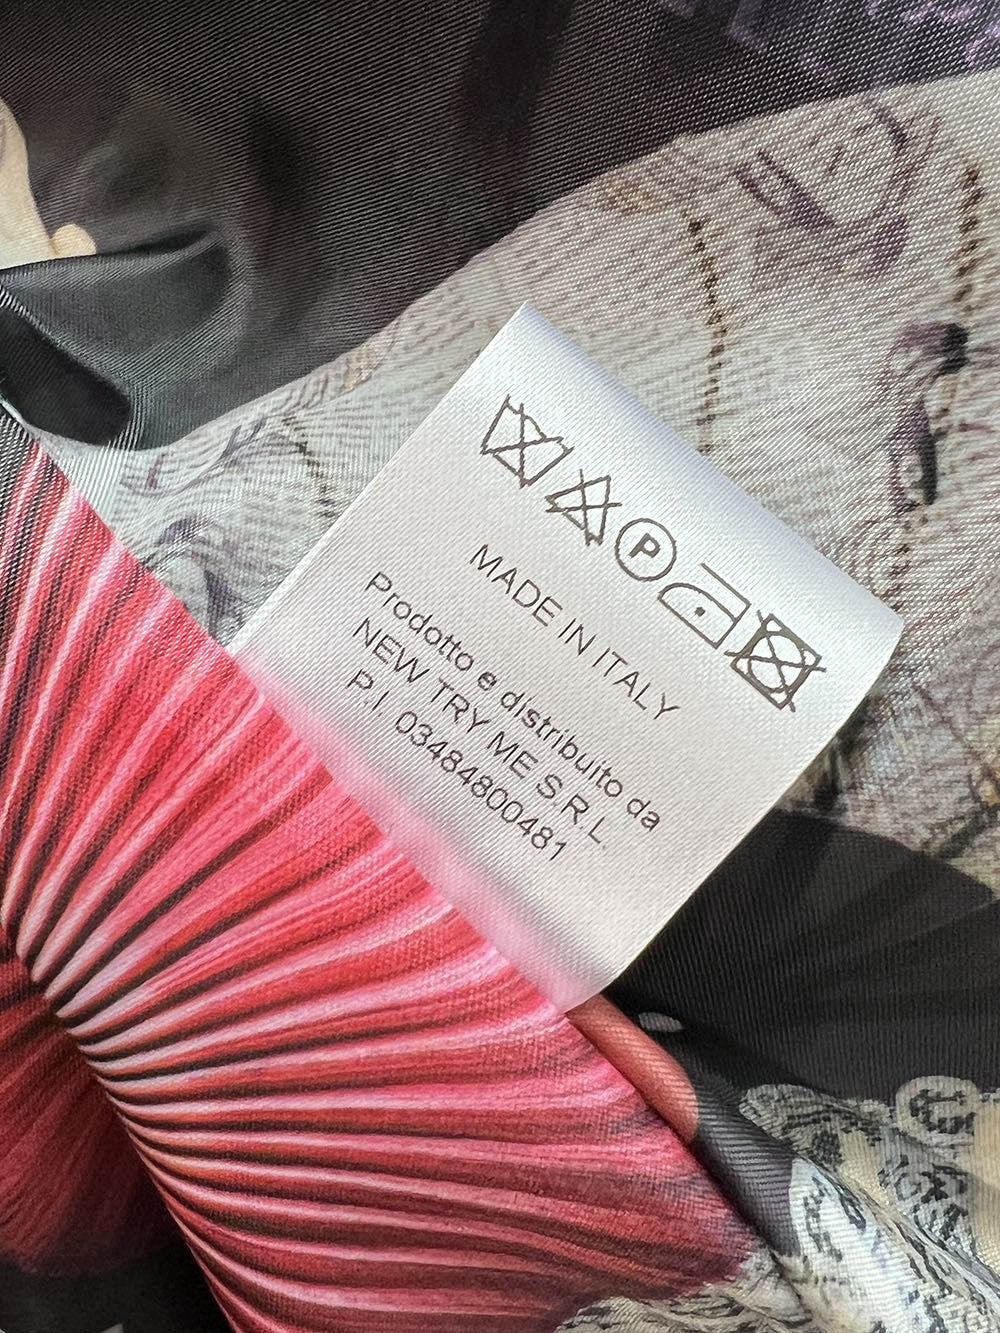 P
MADE IN ITALY
Prodotto e distribuito da
NEW TRY ME S.R.L.
P.I. 03484800481